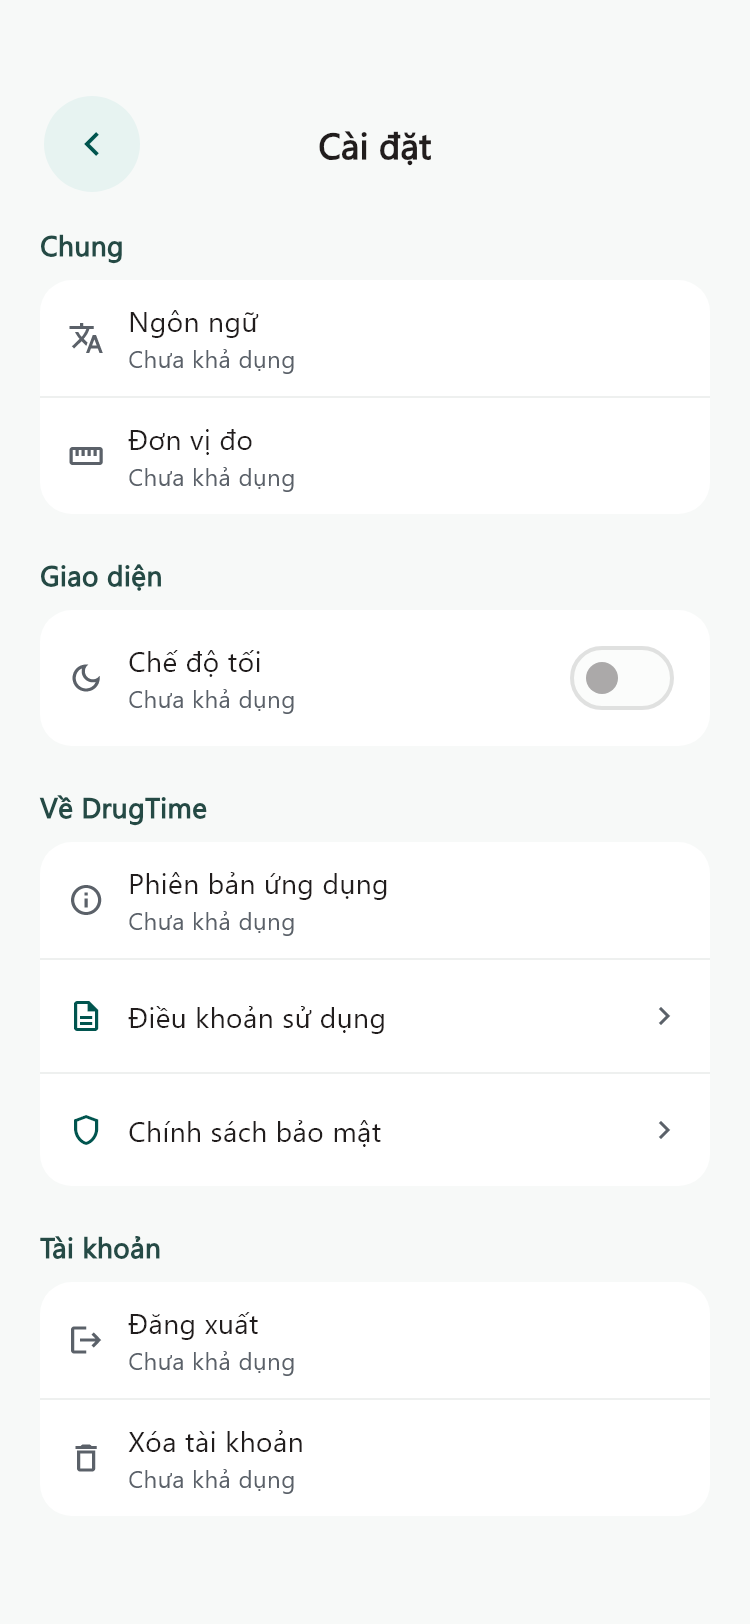 Cài đặt
Chung
Ngôn ngữ
Chưa khả dụng
Đơn vị đo
Chưa khả dụng
Giao diện
Chế độ tối
Chưa khả dụng
Về DrugTime
Phiên bản ứng dụng
Chưa khả dụng
Điều khoản sử dụng
Chính sách bảo mật
Tài khoản
Đăng xuất
Chưa khả dụng
Xóa tài khoản
Chưa khả dụng